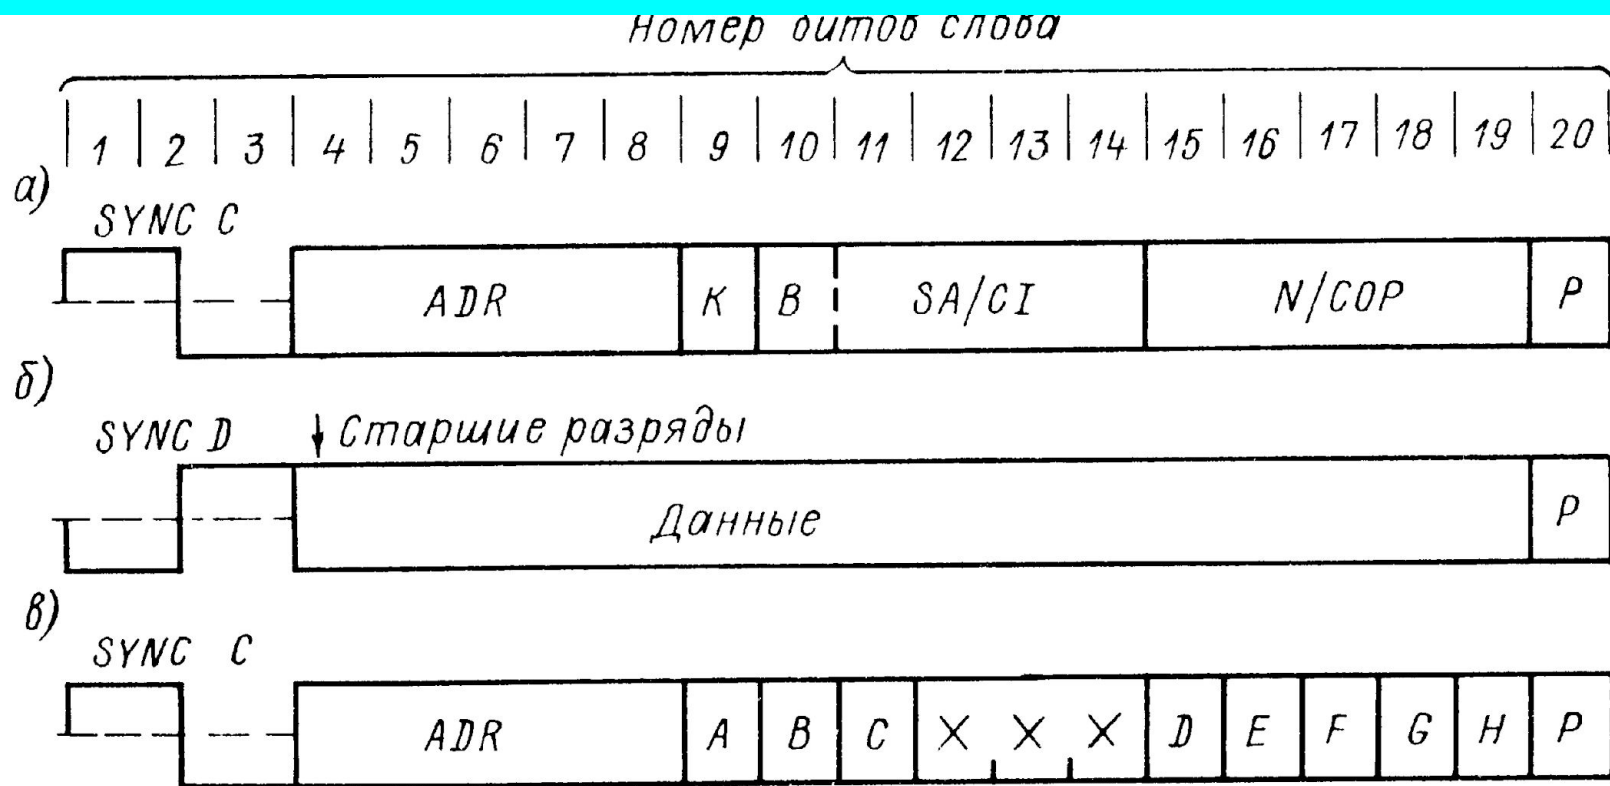 Номер битов слова
1 2 3 4 5 6 7 8 9 10 11 12 13 14 15 16 17 18 19 20
а)
SYNC C
ADR K B SA/CI N/COP P
б)
SYNC D ↓ Старшие разряды
Данные P
в)
SYNC C
ADR A B C X X X D E F G H P